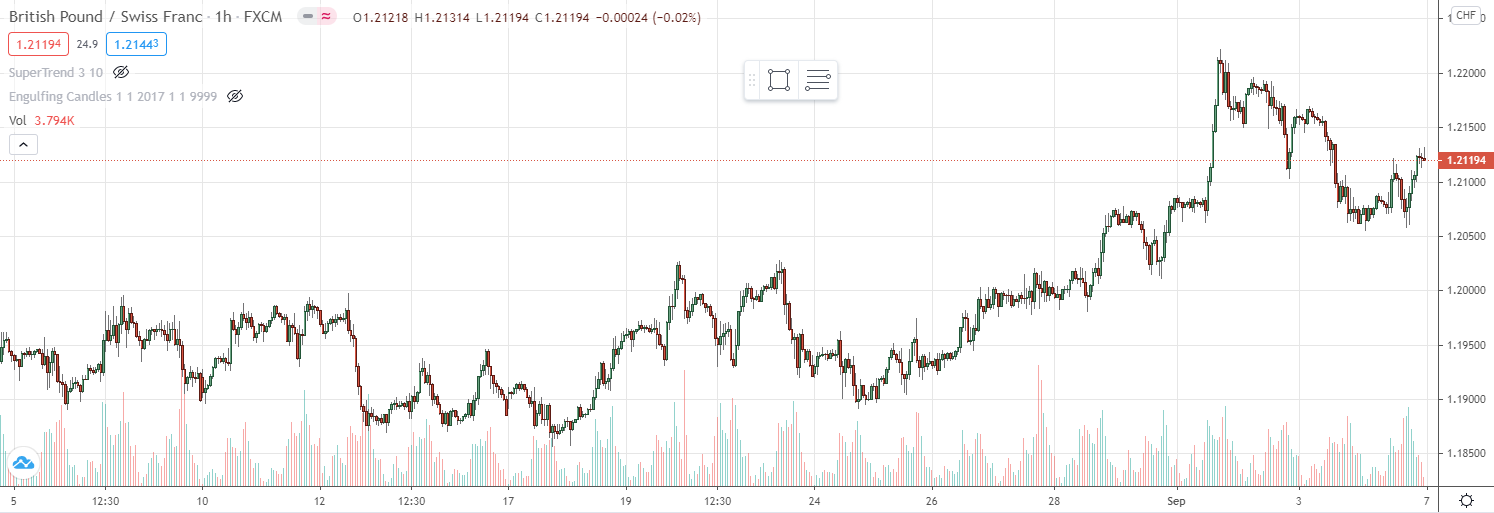 British Pound / Swiss Franc · 1h · FXCM O1.21218 H1.21314 L1.21194 C1.21194 −0.00024 (−0.02%)
CHF
1.21194 24.9 1.21443
SuperTrend 3 10
Engulfing Candles 1 1 2017 1 1 9999
Vol 3.794K
1.22000
1.21500
1.21194
1.21000
1.20500
1.20000
1.19500
1.19000
1.18500
5 12:30 10 12 12:30 17 19 12:30 24 26 28 Sep 3 7